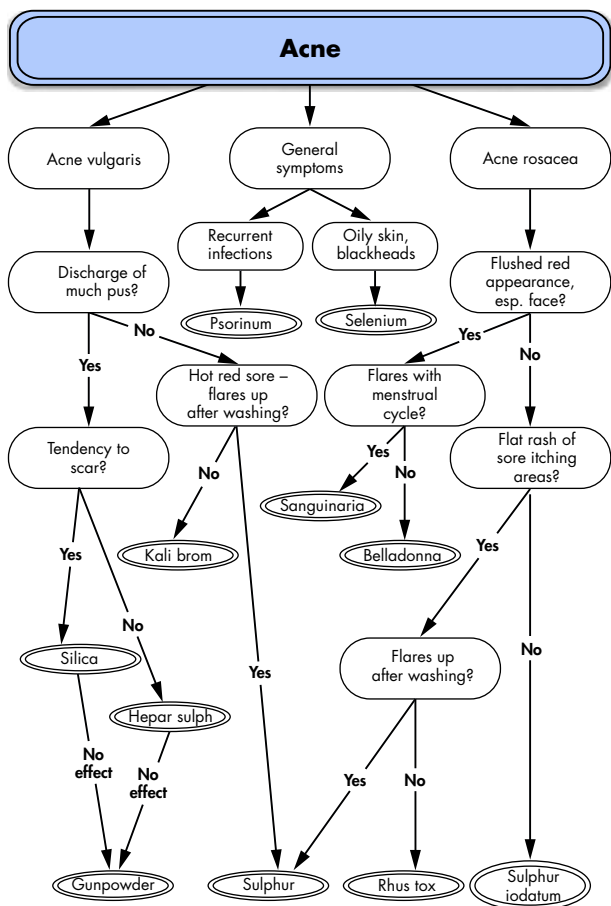 Acne
Acne vulgaris
General
symptoms
Acne rosacea
Recurrent
infections
Oily skin,
blackheads
Discharge of
much pus?
Flushed red
appearance,
esp. face?
Psorinum
Selenium
No
Yes
Yes
No
Hot red sore –
flares up
after washing?
Flares with
menstrual
cycle?
Tendency to
scar?
Flat rash of
sore itching
areas?
Yes
No
No
Sanguinaria
Kali brom
Belladonna
Yes
Yes
No
Silica
Flares up
after washing?
No
Yes
Hepar sulph
No
effect
No
effect
Yes
No
Gunpowder
Sulphur
Rhus tox
Sulphur
iodatum